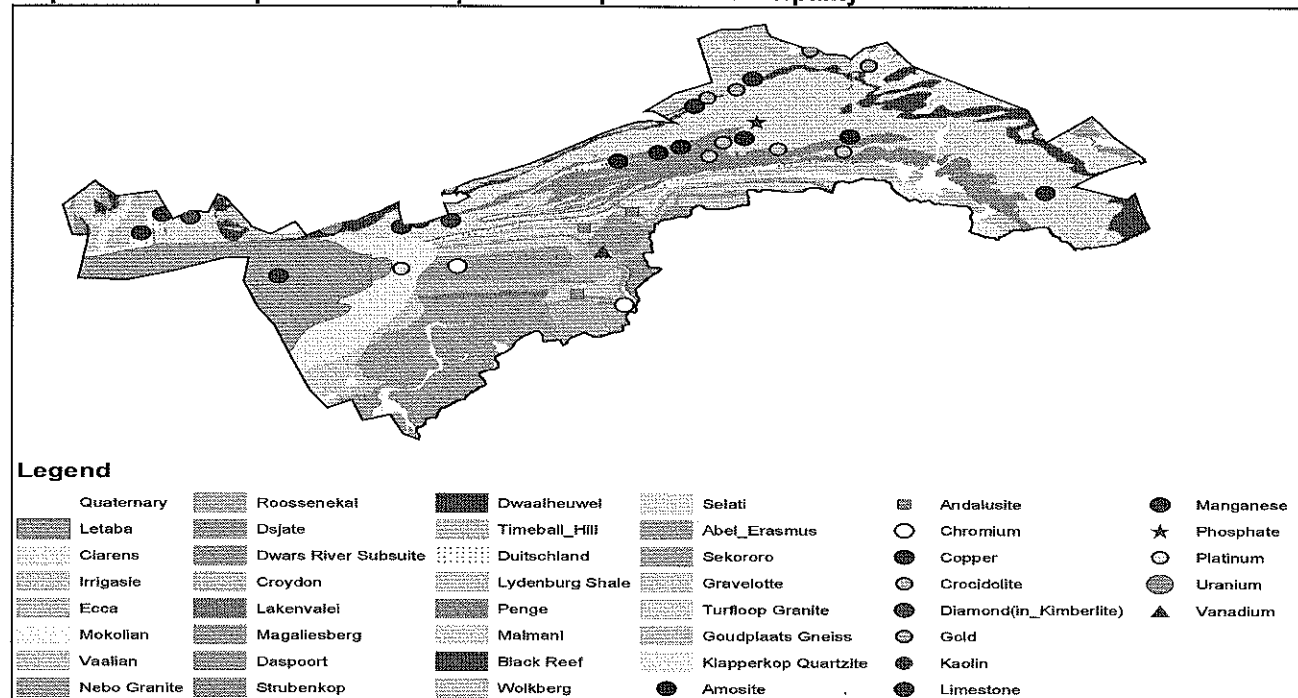 Legend
Quaternary Roossenekal Dwaalheuwel Selati Andalusite Manganese
Letaba Dsjate Timeball_Hill Abel_Erasmus Chromium Phosphate
Clarens Dwars River Subsuite Duitschland Sekororo Copper Platinum
Irrigasie Croydon Lydenburg Shale Gravelotte Crocidolite Uranium
Ecca Lakenvalei Penge Turfloop Granite Diamond(in_Kimberlite) Vanadium
Mokolian Magaliesberg Malmani Goudplaats Gneiss Gold
Vaalian Daspoort Black Reef Klapperkop Quartzite Kaolin
Nebo Granite Strubenkop Wolkberg Amosite Limestone